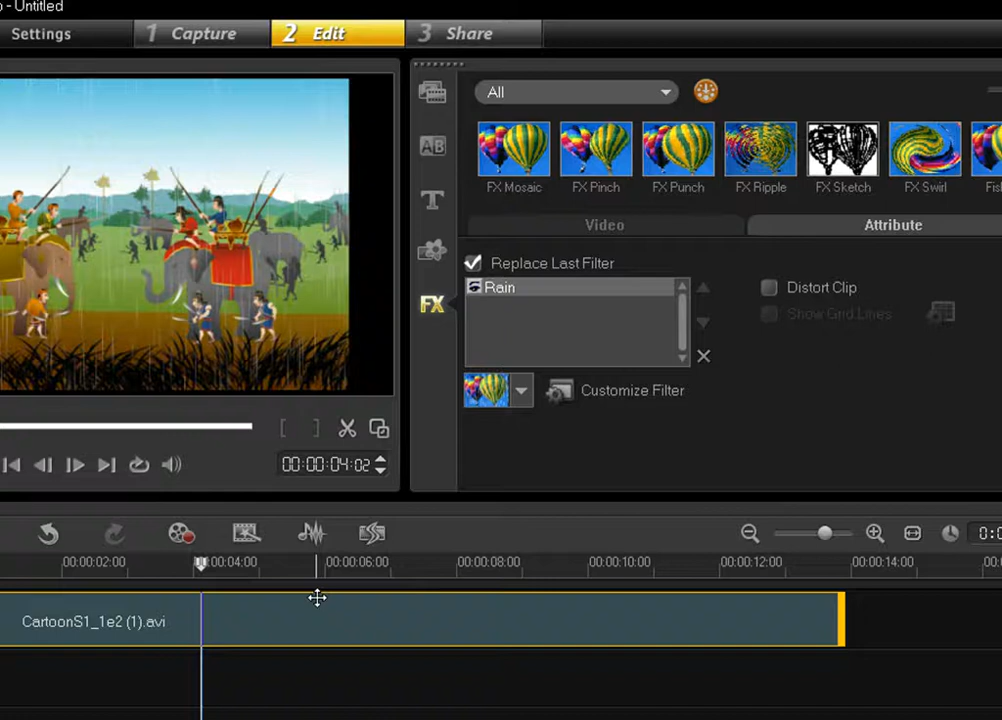 - Untitled
Settings
1 Capture
2 Edit
3 Share
All
FX Mosaic
FX Pinch
FX Punch
FX Ripple
FX Sketch
FX Swirl
Video
Attribute
Replace Last Filter
Rain
Distort Clip
Show Grid Lines
AB
T
FX
Customize Filter
00:00:04:02
00:00:02:00
00:00:04:00
00:00:06:00
00:00:08:00
00:00:10:00
00:00:12:00
00:00:14:00
CartoonS1_1e2 (1).avi